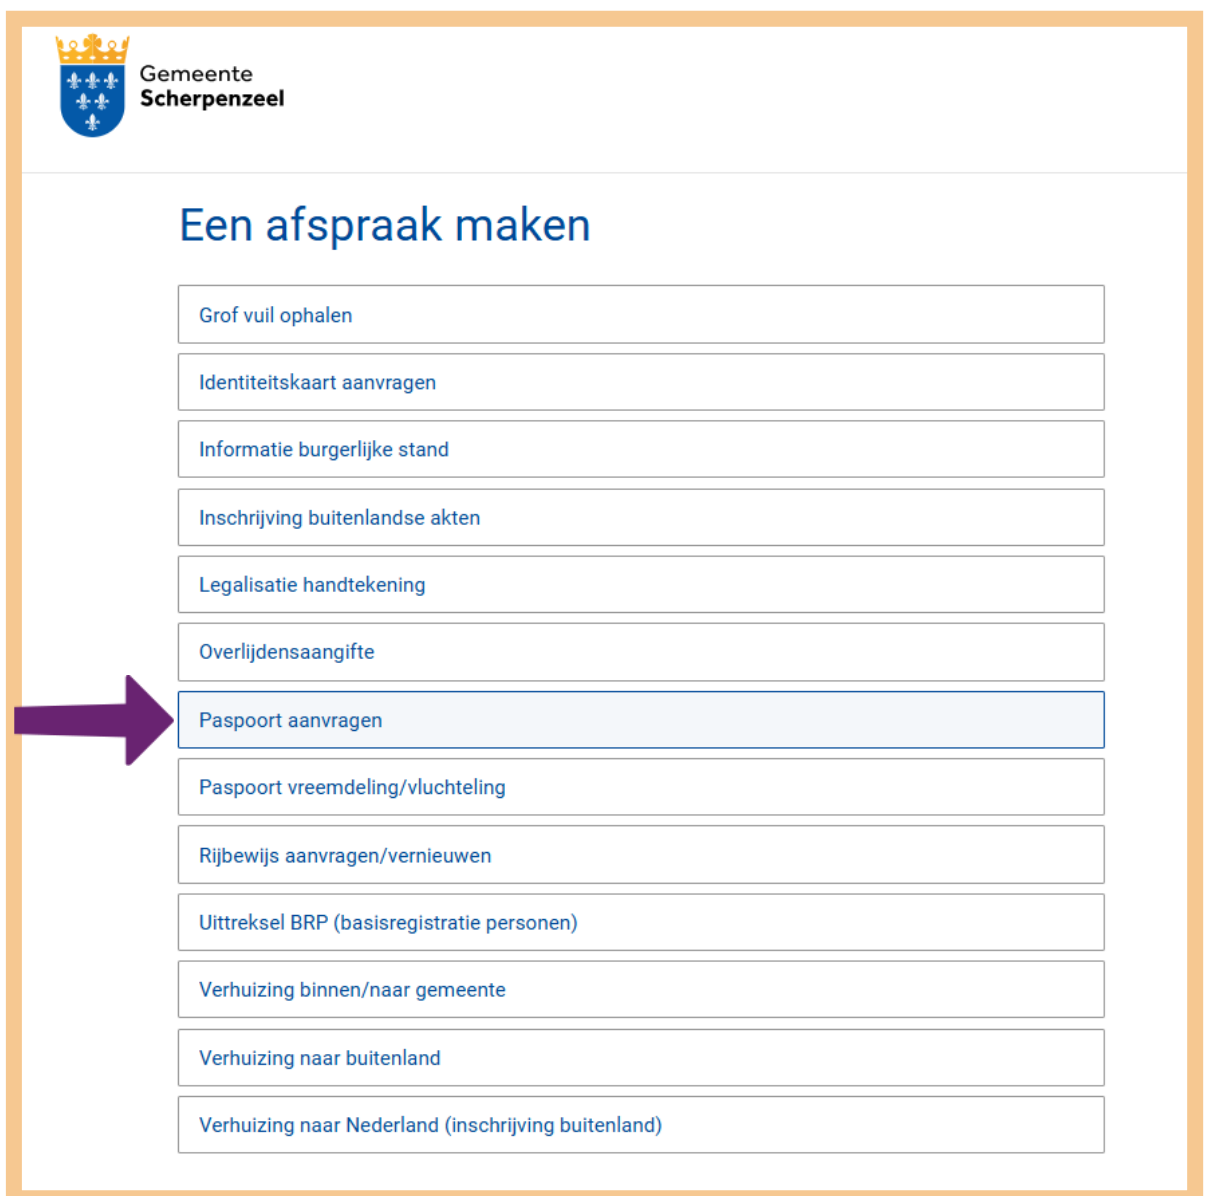 Gemeente
Scherpenzeel
Een afspraak maken
Grof vuil ophalen
Identiteitskaart aanvragen
Informatie burgerlijke stand
Inschrijving buitenlandse akten
Legalisatie handtekening
Overlijdensaangifte
Paspoort aanvragen
Paspoort vreemdeling/vluchteling
Rijbewijs aanvragen/vernieuwen
Uittreksel BRP (basisregistratie personen)
Verhuizing binnen/naar gemeente
Verhuizing naar buitenland
Verhuizing naar Nederland (inschrijving buitenland)